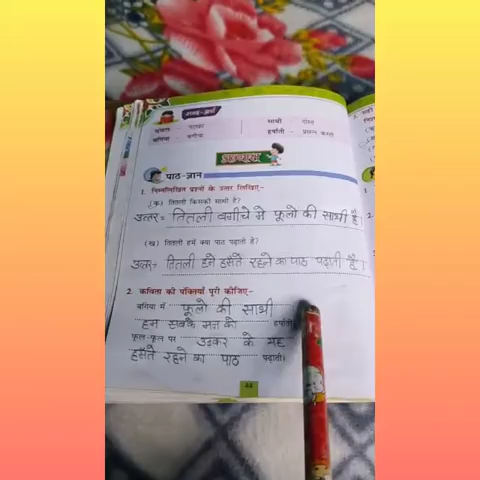 शब्द-अर्थ
साथी - दोस्त
बगिया - बगीचा
हर्षाती - प्रसन्न करना
अभ्यास
पाठ-ज्ञान
1. निम्नलिखित प्रश्नों के उत्तर लिखिए-
(क) तितली किसकी साथी है?
उत्तर= तितली बगीचे मे फूलो की साथी है।
(ख) तितली हमें क्या पाठ पढ़ाती है?
उत्तर= तितली हमे हसते रहने का पाठ पढ़ाती है।
2. कविता की पंक्तियाँ पूरी कीजिए-
बगिया में फूलो की साथी
हम सबके मन को हर्षाती
फूल-फूल पर उड़कर के यह
हँसते रहने का पाठ पढ़ाती।
44